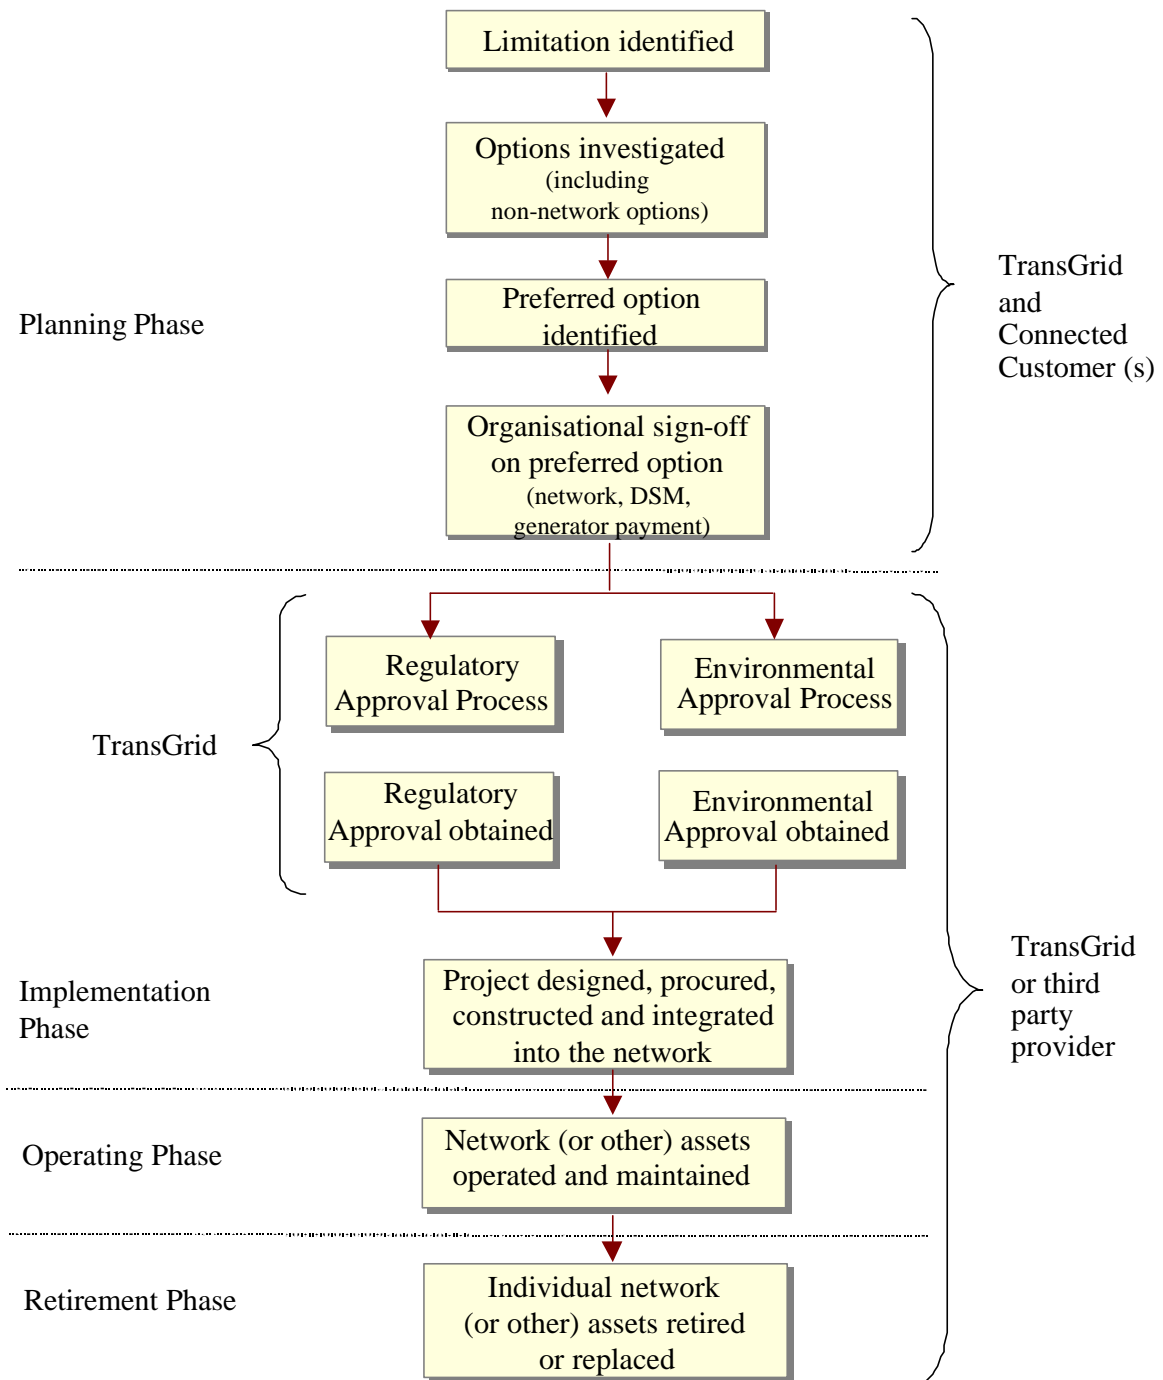 Limitation identified
Options investigated
(including
non-network options)
Preferred option
identified
Planning Phase
TransGrid
and
Connected
Customer (s)
Organisational sign-off
on preferred option
(network, DSM,
generator payment)
Regulatory
Approval Process
Environmental
Approval Process
TransGrid
Regulatory
Approval obtained
Environmental
Approval obtained
Implementation
Phase
Project designed, procured,
constructed and integrated
into the network
TransGrid
or third
party
provider
Operating Phase
Network (or other) assets
operated and maintained
Retirement Phase
Individual network
(or other) assets retired
or replaced